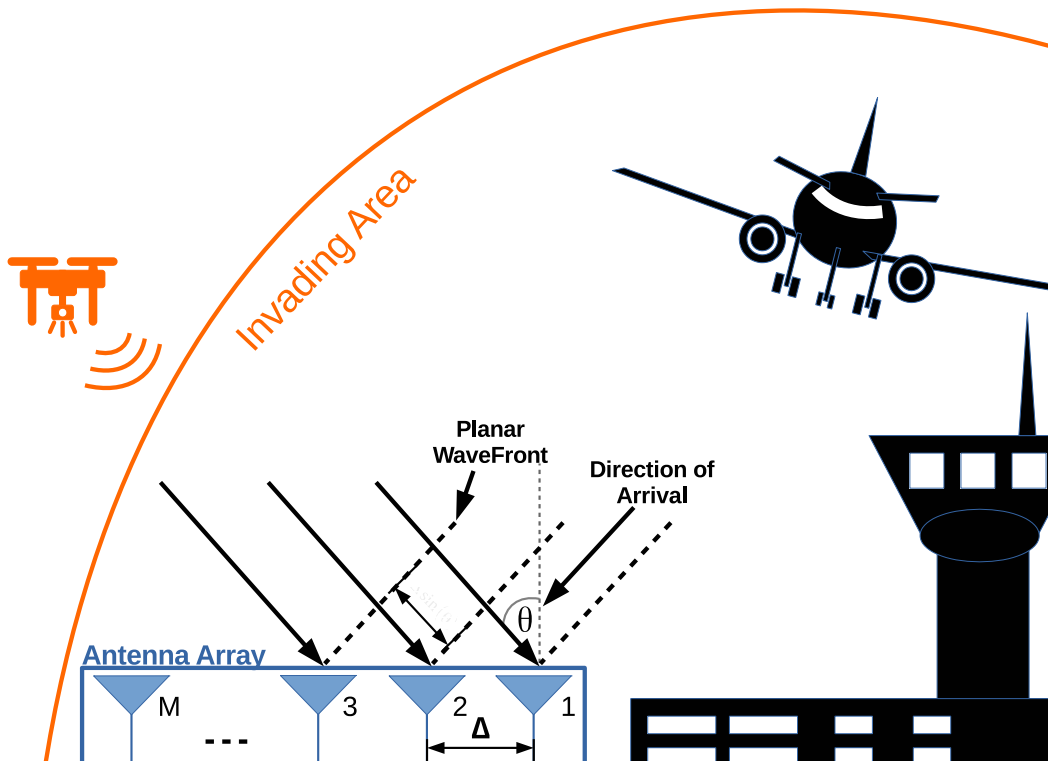 Invading Area
Planar
WaveFront
Direction of
Arrival
θ
Antenna Array
M
3
2
1
---
Δ